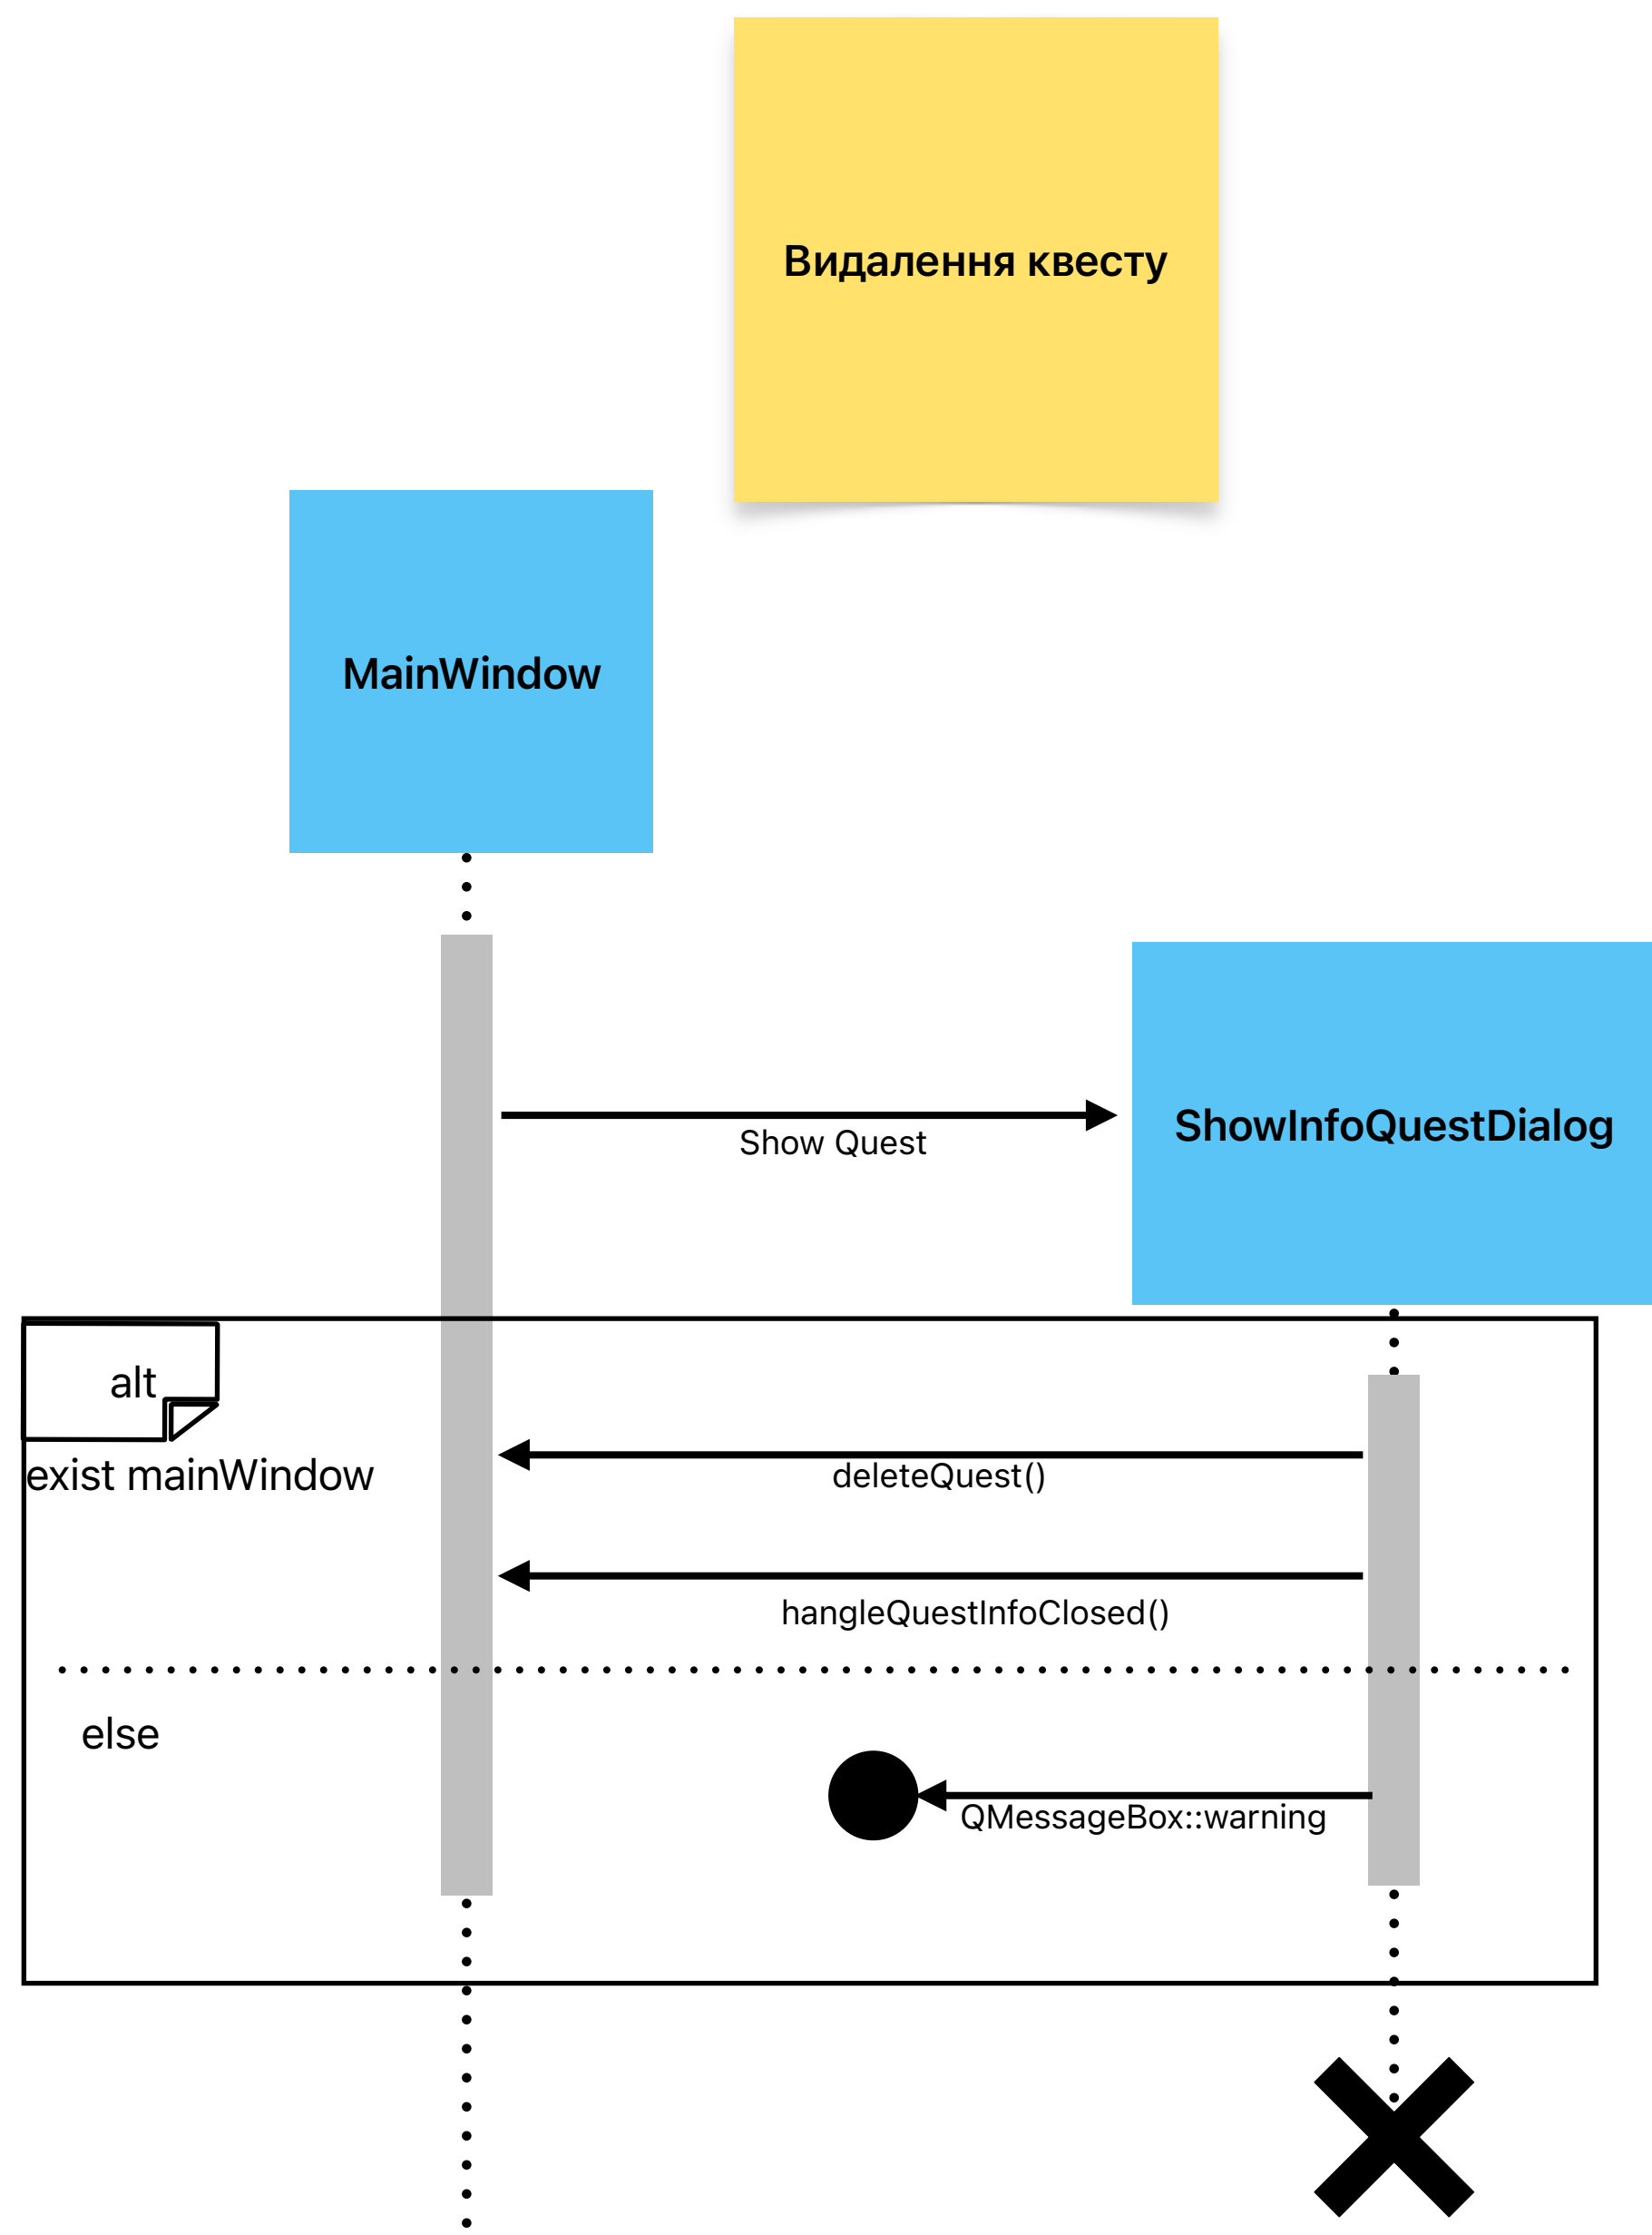 Видалення квесту
MainWindow
ShowInfoQuestDialog
Show Quest
alt
exist mainWindow
deleteQuest()
hangleQuestInfoClosed()
else
QMessageBox::warning